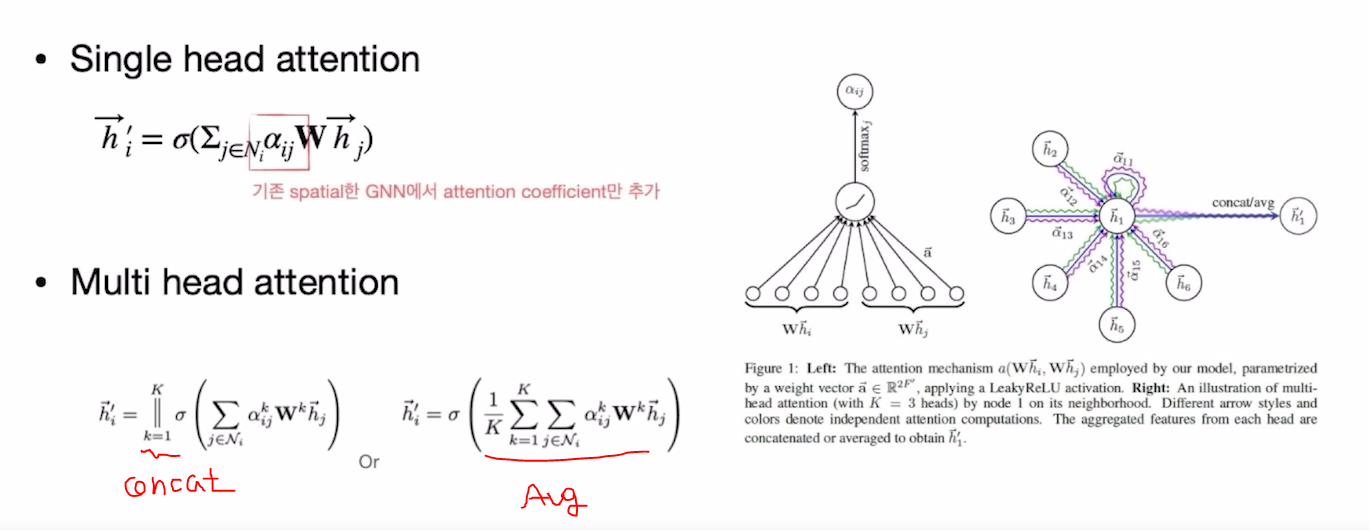 • Single head attention
$\vec{h}'_i = \sigma(\Sigma_{j \in N_i} \alpha_{ij} \mathbf{W} \vec{h}_j)$
기존 spatial한 GNN에서 attention coefficient만 추가
• Multi head attention
$\vec{h}'_i = \Vert_{k=1}^{K} \sigma \left( \sum_{j \in \mathcal{N}_i} \alpha^k_{ij} \mathbf{W}^k \vec{h}_j \right)$
Or
$\vec{h}'_i = \sigma \left( \frac{1}{K} \sum_{k=1}^{K} \sum_{j \in \mathcal{N}_i} \alpha^k_{ij} \mathbf{W}^k \vec{h}_j \right)$
concat
Avg
$\alpha_{ij}$
softmax$_j$
$\vec{a}$
$\mathbf{W}\vec{h}_i$
$\mathbf{W}\vec{h}_j$
$\vec{h}_2$
$\vec{\alpha}_{11}$
$\vec{\alpha}_{12}$
concat/avg
$\vec{h}_3$
$\vec{h}_1$
$\vec{h}'_1$
$\vec{\alpha}_{13}$
$\vec{\alpha}_{16}$
$\vec{\alpha}_{14}$
$\vec{\alpha}_{15}$
$\vec{h}_4$
$\vec{h}_6$
$\vec{h}_5$
Figure 1: Left: The attention mechanism $a(\mathbf{W}\vec{h}_i, \mathbf{W}\vec{h}_j)$ employed by our model, parametrized
by a weight vector $\vec{a} \in \mathbb{R}^{2F'}$, applying a LeakyReLU activation. Right: An illustration of multi-
head attention (with $K = 3$ heads) by node 1 on its neighborhood. Different arrow styles and
colors denote independent attention computations. The aggregated features from each head are
concatenated or averaged to obtain $\vec{h}'_1$.